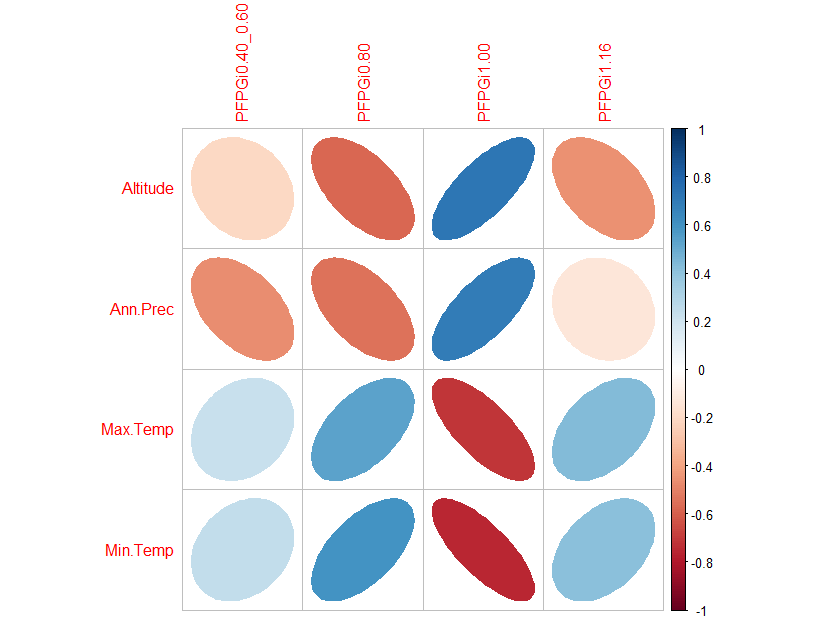 PFPGi0.40_0.60
PFPGi0.80
PFPGi1.00
PFPGi1.16
Altitude
Ann.Prec
Max.Temp
Min.Temp
1
0.8
0.6
0.4
0.2
0
-0.2
-0.4
-0.6
-0.8
-1